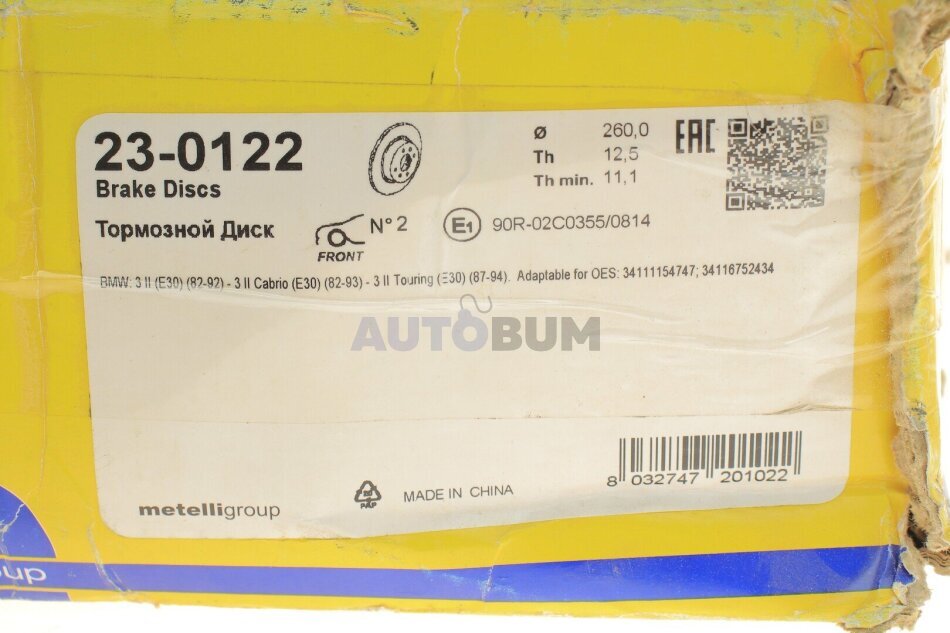 23-0122
Brake Discs
Тормозной Диск
FRONT
N° 2
Ø 260,0
Th 12,5
Th min. 11,1
EAC
E1 90R-02C0355/0814
BMW: 3 II (E30) (82-92) - 3 II Cabrio (E30) (82-93) - 3 II Touring (E30) (87-94). Adaptable for OES: 34111154747; 34116752434
AUTOBUM
8 032747 201022
metelligroup
20
PAP
MADE IN CHINA
oup